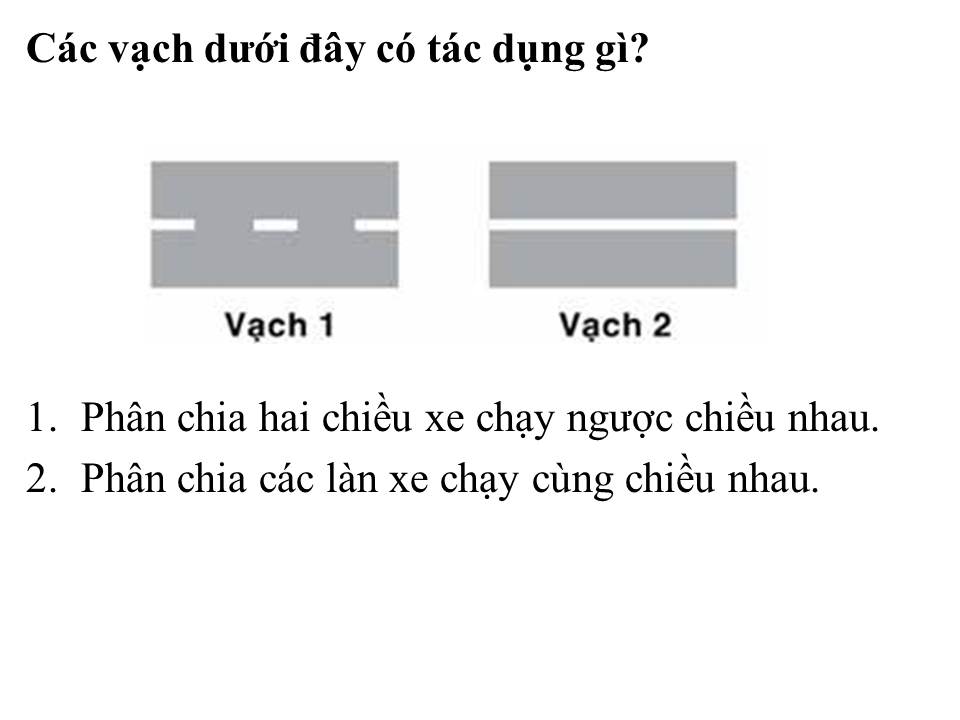 Các vạch dưới đây có tác dụng gì?
Vạch 1 Vạch 2
1. Phân chia hai chiều xe chạy ngược chiều nhau.
2. Phân chia các làn xe chạy cùng chiều nhau.